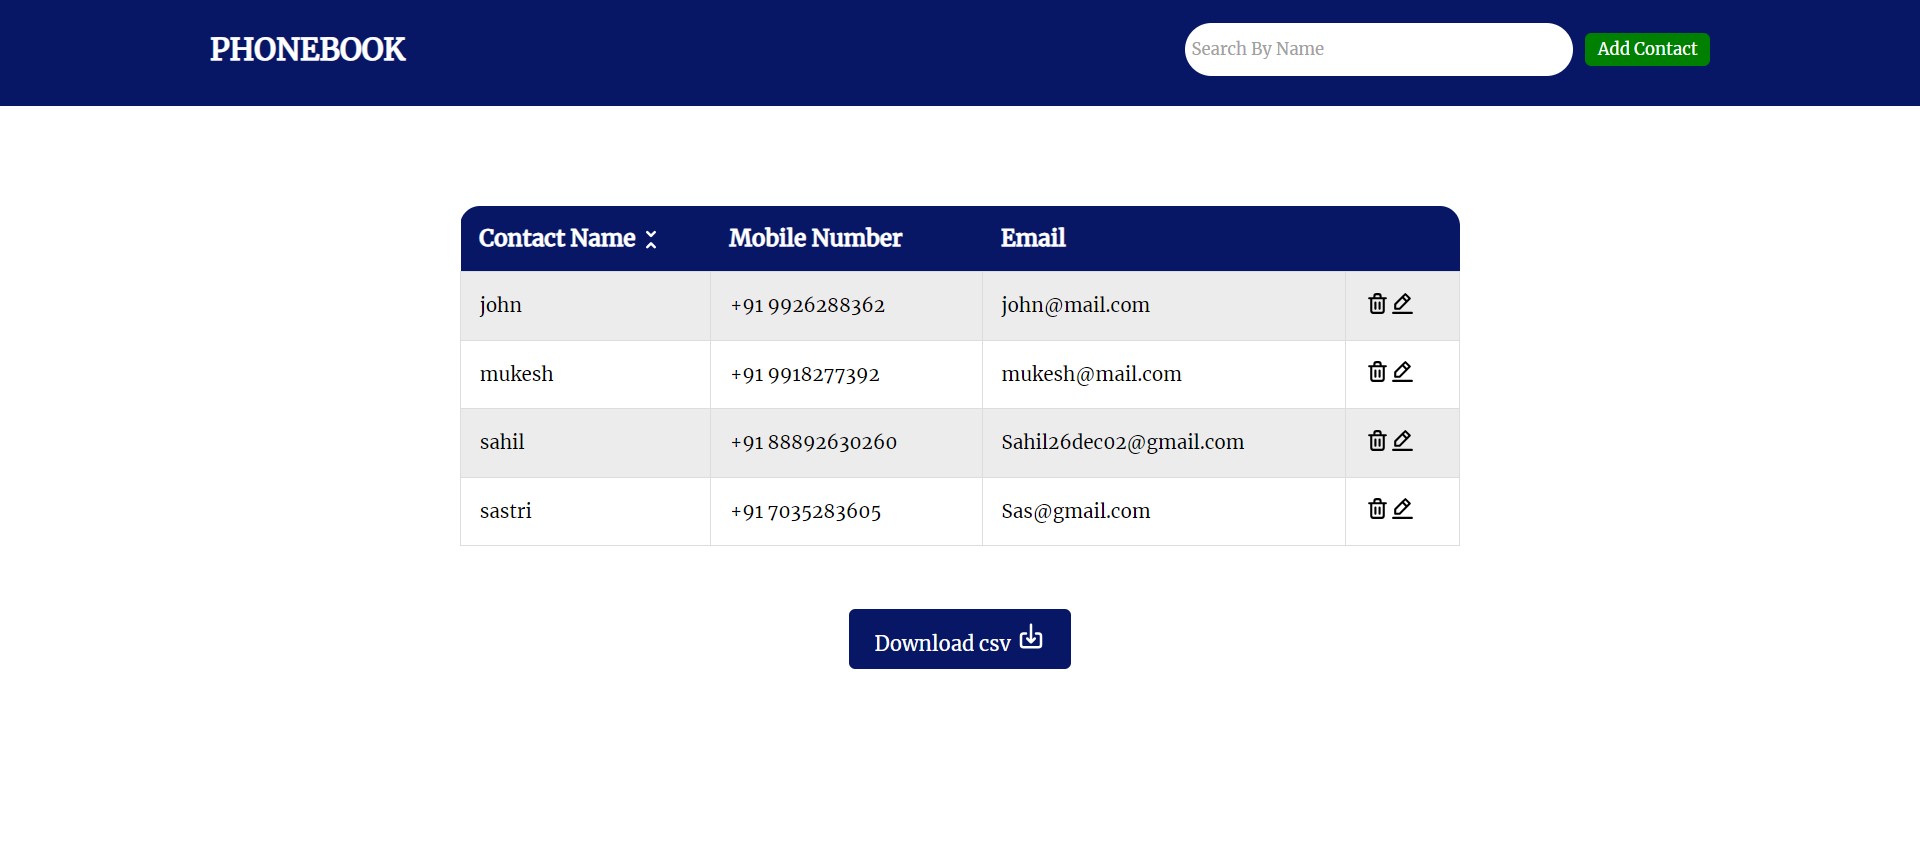 PHONEBOOK Search By Name Add Contact
Contact Name Mobile Number Email
john +91 9926288362 john@mail.com
mukesh +91 9918277392 mukesh@mail.com
sahil +91 88892630260 Sahil26dec02@gmail.com
sastri +91 7035283605 Sas@gmail.com
Download csv